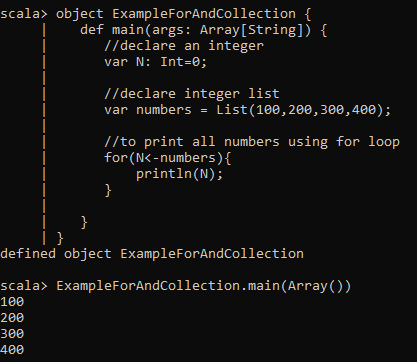 scala> object ExampleForAndCollection {
     |    def main(args: Array[String]) {
     |       //declare an integer
     |       var N: Int=0;
     |
     |       //declare integer list
     |       var numbers = List(100,200,300,400);
     |
     |       //to print all numbers using for loop
     |       for(N<-numbers){
     |           println(N);
     |       }
     |
     |    }
     | }
defined object ExampleForAndCollection

scala> ExampleForAndCollection.main(Array())
100
200
300
400